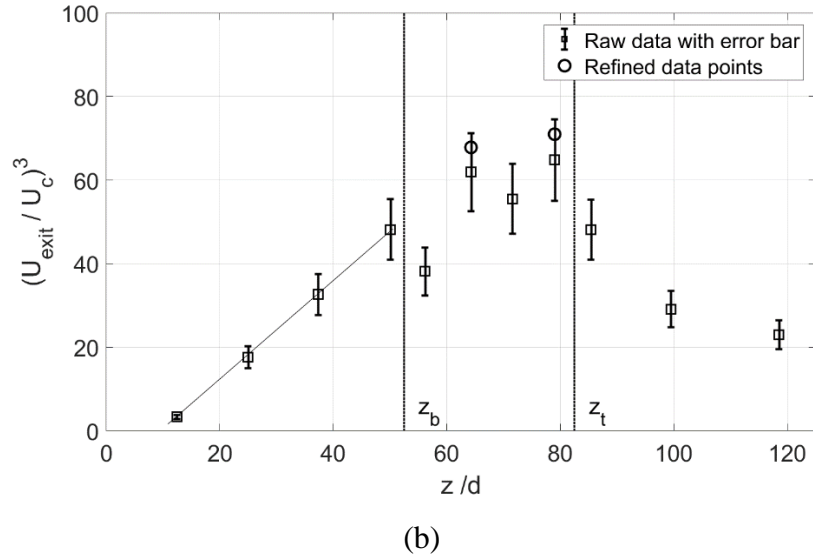 100
80
60
40
20
0
(U_exit / U_c)^3
Raw data with error bar
Refined data points
z_b
z_t
0 20 40 60 80 100 120
z /d
(b)